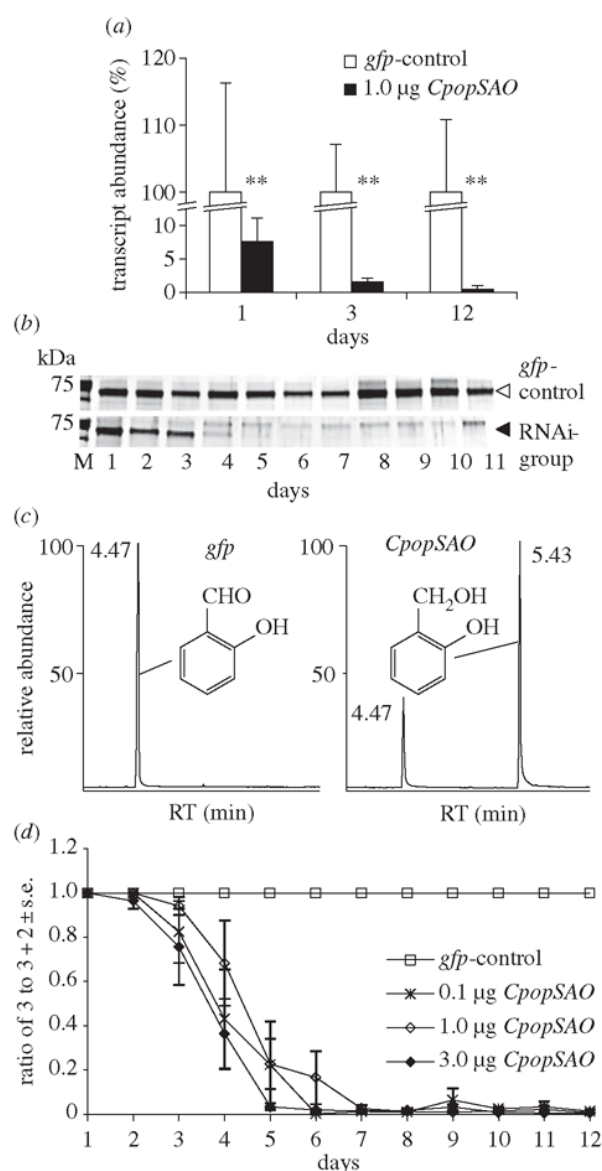 (a)
gfp-control
1.0 µg CpopSAO
transcript abundance (%)
120
110
100
10
5
0
** ** **
1 3 12
days
(b)
kDa
75
gfp-
control
75
RNAi-
group
M 1 2 3 4 5 6 7 8 9 10 11
days
(c)
relative abundance
100
50
4.47
gfp
CHO
OH
RT (min)
100
50
CpopSAO
5.43
CH2OH
OH
4.47
RT (min)
(d)
ratio of 3 to 3 + 2 ± s.e.
1.2
1.0
0.8
0.6
0.4
0.2
0
gfp-control
0.1 µg CpopSAO
1.0 µg CpopSAO
3.0 µg CpopSAO
1 2 3 4 5 6 7 8 9 10 11 12
days